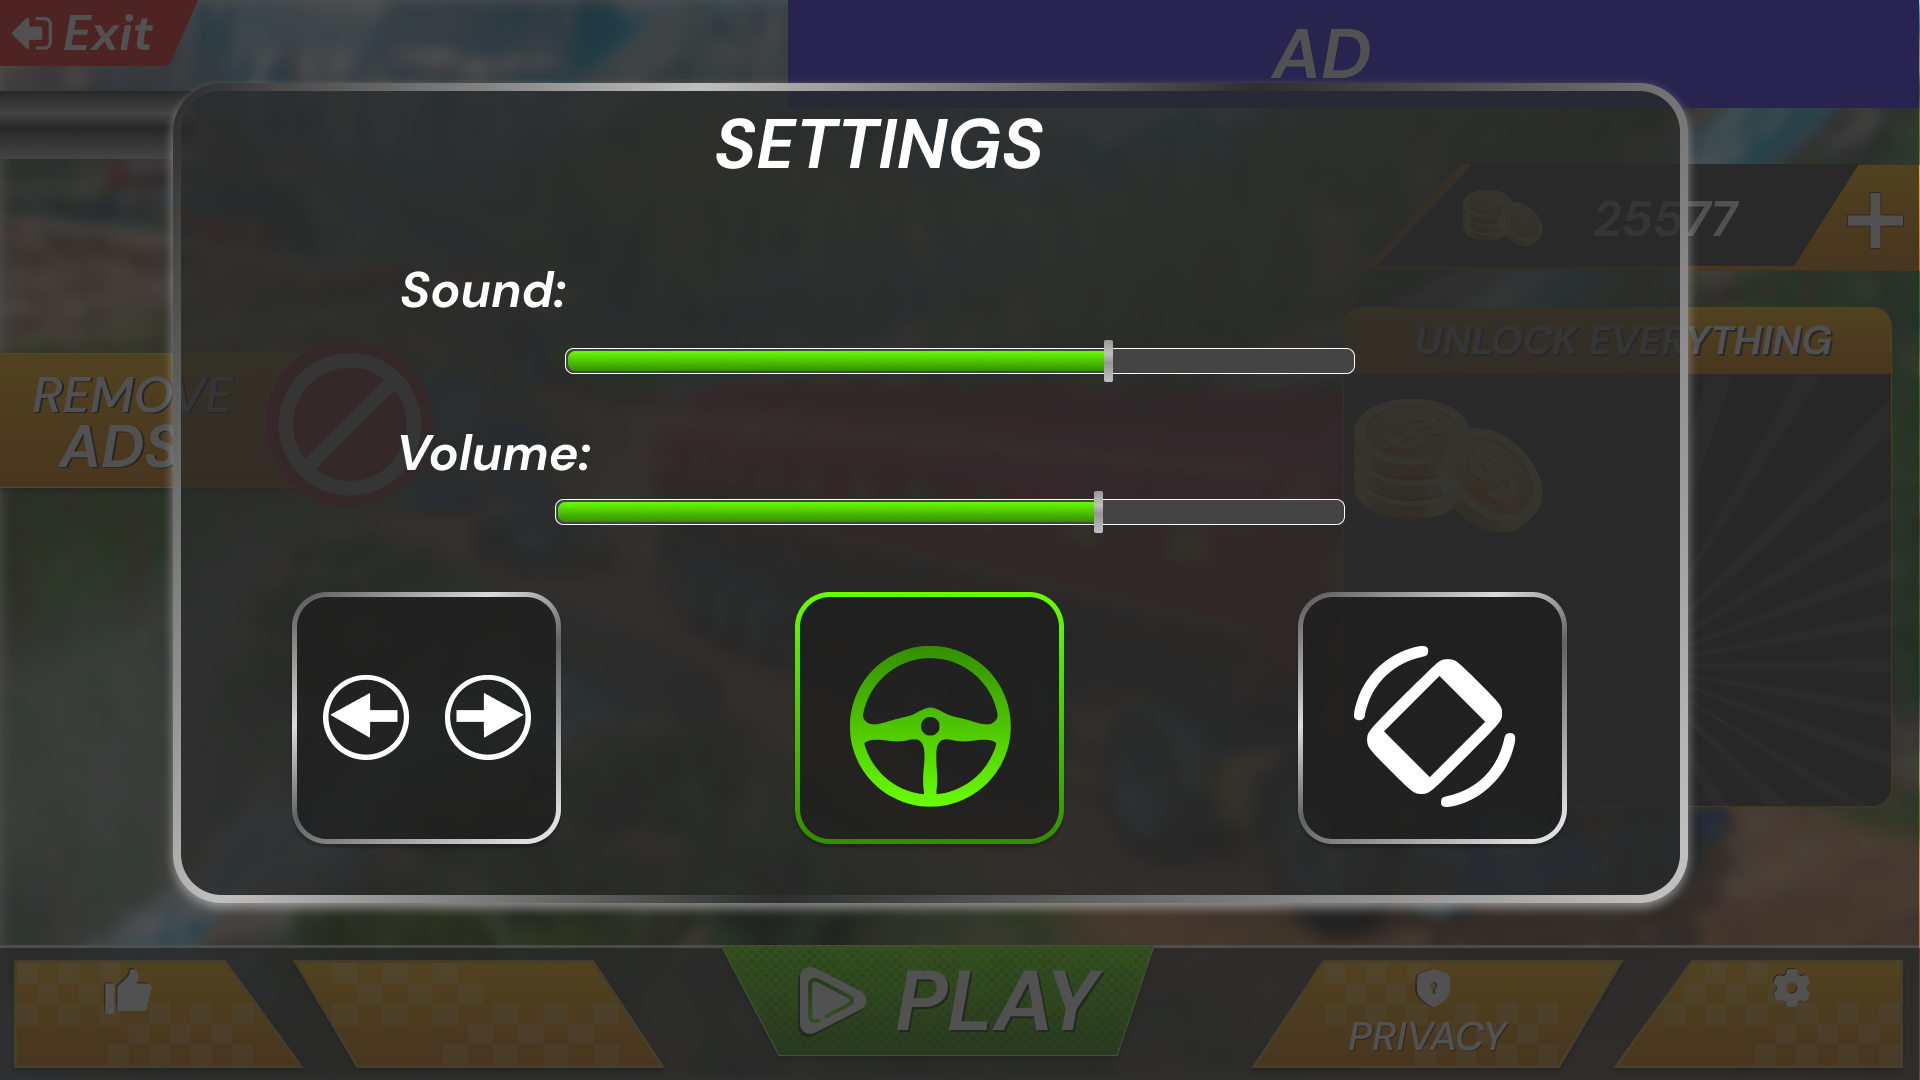 Exit
AD
SETTINGS
25577
Sound:
UNLOCK EVERYTHING
REMOVE
ADS
Volume:
PLAY
PRIVACY